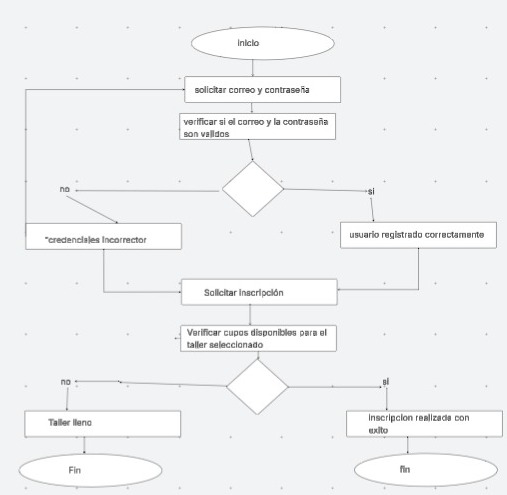 inicio
solicitar correo y contraseña
verificar si el correo y la contraseña
son validos
no
si
*credenciales incorrector
usuario registrado correctamente
Solicitar inscripción
Verificar cupos disponibles para el
taller seleccionado
no
si
Taller lleno
inscripcion realizada con
exito
Fin
fin